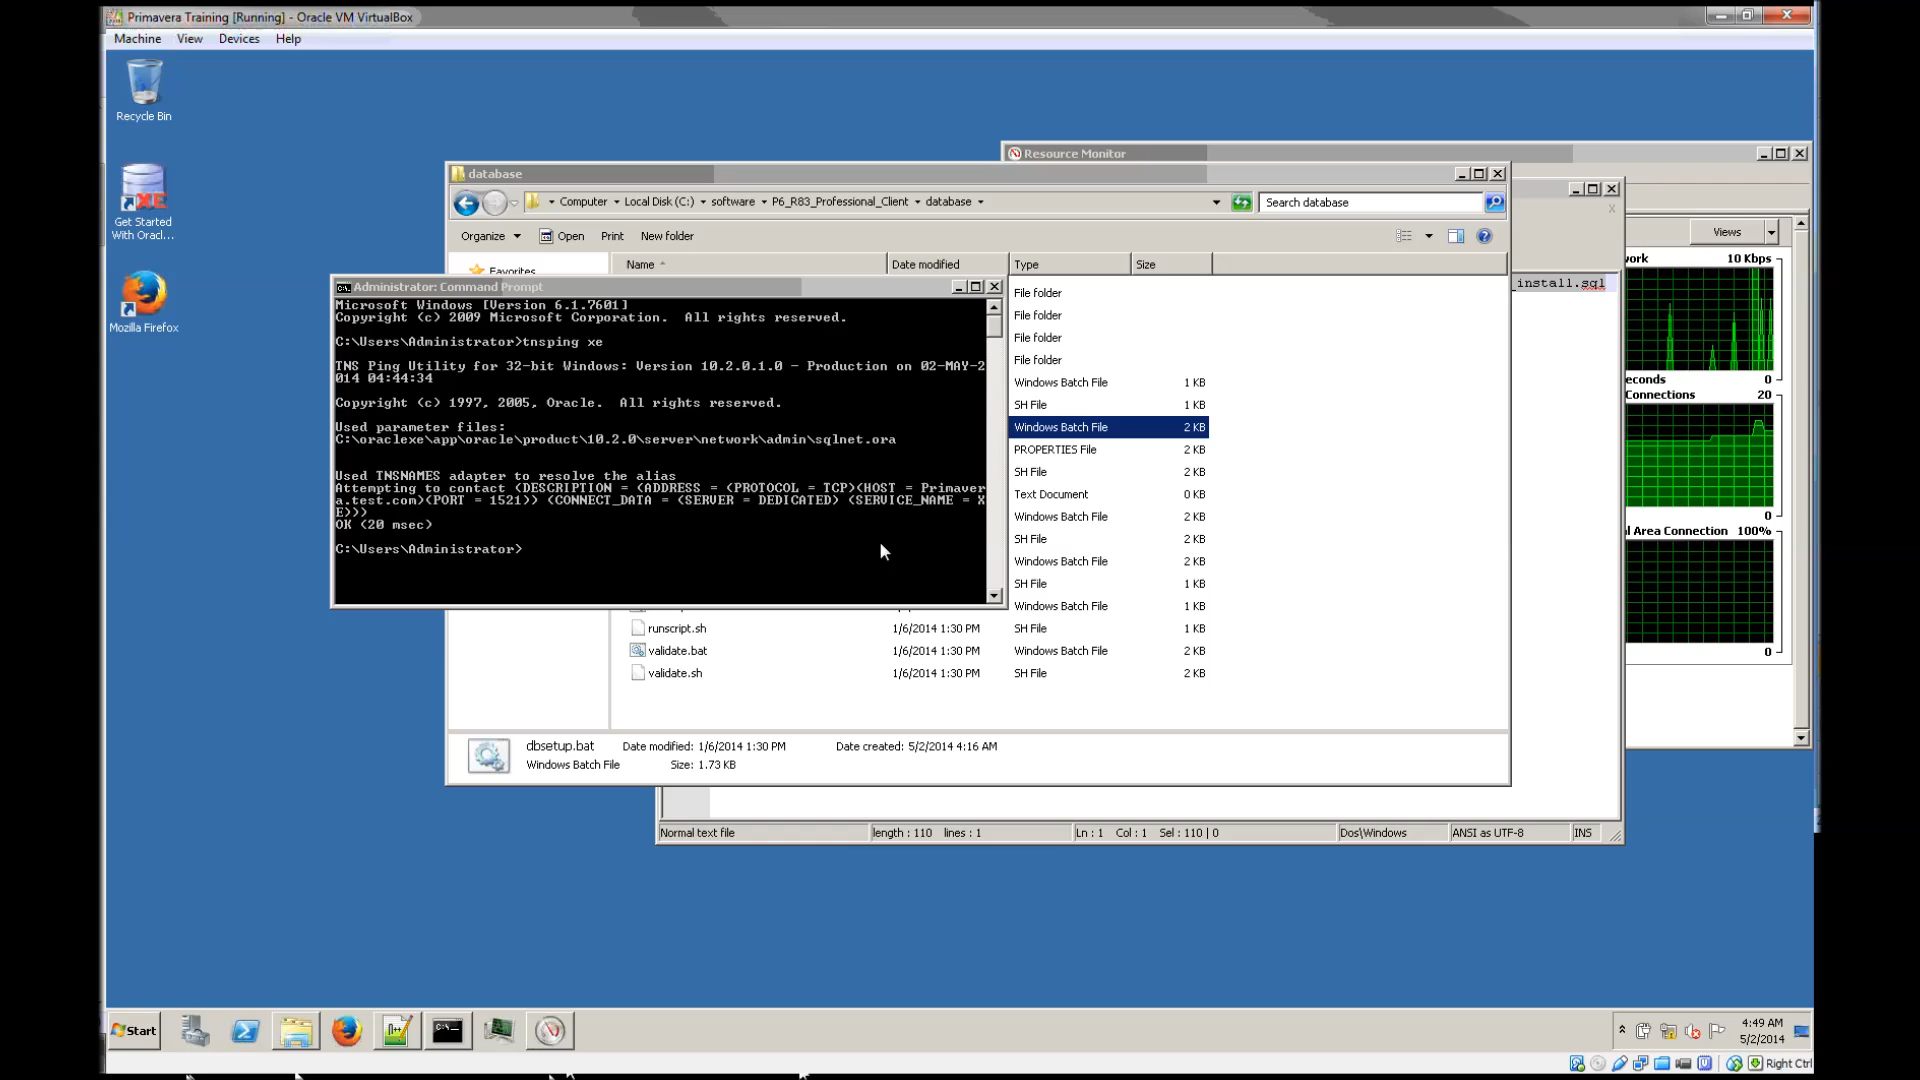 Primavera Training [Running] - Oracle VM VirtualBox
Machine View Devices Help
Recycle Bin
Get Started
With Oracl...
Mozilla Firefox
Resource Monitor
database
Computer Local Disk (C:) software P6_R83_Professional_Client database
Search database
Organize Open Print New folder
Views
Favorites
Name Date modified Type Size
work 10 Kbps
_install.sql
Administrator: Command Prompt
Microsoft Windows [Version 6.1.7601]
Copyright (c) 2009 Microsoft Corporation. All rights reserved.
C:\Users\Administrator>tnsping xe
TNS Ping Utility for 32-bit Windows: Version 10.2.0.1.0 - Production on 02-MAY-2
014 04:44:34
Copyright (c) 1997, 2005, Oracle. All rights reserved.
Used parameter files:
C:\oraclexe\app\oracle\product\10.2.0\server\network\admin\sqlnet.ora
Used TNSNAMES adapter to resolve the alias
Attempting to contact (DESCRIPTION = (ADDRESS = (PROTOCOL = TCP)(HOST = Primaver
a.test.com)(PORT = 1521)) (CONNECT_DATA = (SERVER = DEDICATED) (SERVICE_NAME = X
E)))
OK (20 msec)
C:\Users\Administrator>
File folder
File folder
File folder
File folder
Windows Batch File 1 KB
SH File 1 KB
Windows Batch File 2 KB
PROPERTIES File 2 KB
SH File 2 KB
Text Document 0 KB
Windows Batch File 2 KB
SH File 2 KB
Windows Batch File 2 KB
SH File 1 KB
Windows Batch File 1 KB
runscript.sh 1/6/2014 1:30 PM SH File 1 KB
validate.bat 1/6/2014 1:30 PM Windows Batch File 2 KB
validate.sh 1/6/2014 1:30 PM SH File 2 KB
econds 0
Connections 20
0
l Area Connection 100%
0
dbsetup.bat Date modified: 1/6/2014 1:30 PM Date created: 5/2/2014 4:16 AM
Windows Batch File Size: 1.73 KB
Normal text file length : 110 lines : 1 Ln : 1 Col : 1 Sel : 110 | 0 Dos\Windows ANSI as UTF-8 INS
Start
4:49 AM
5/2/2014
Right Ctrl